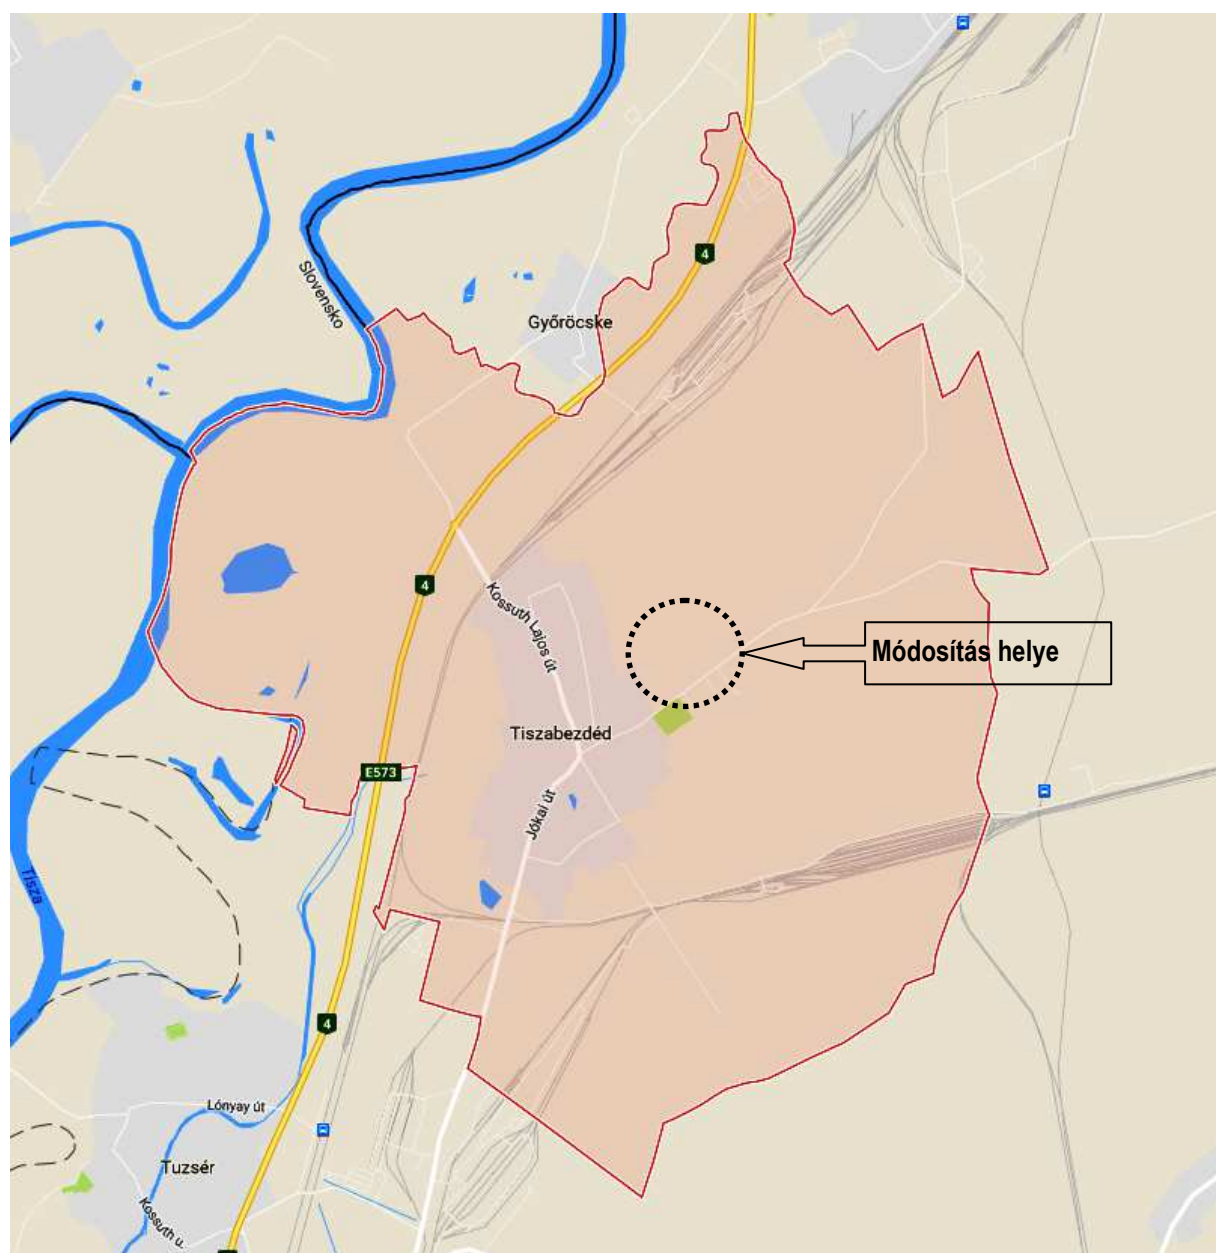 4
Slovensko
Győröcske
4
Kossuth Lajos út
Módosítás helye
Tiszabezdéd
E573
Jókai út
Tisza
4
Lónyay út
Tuzsér
Kossuth u.